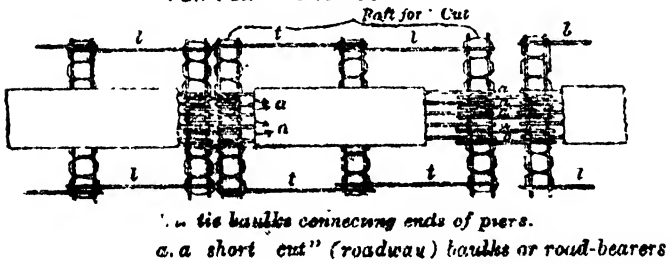 Raft for Cut
l t l l
a
a
l t t l
tie baulks connecting ends of piers.
a. a short cut" (roadway) baulks or road-bearers